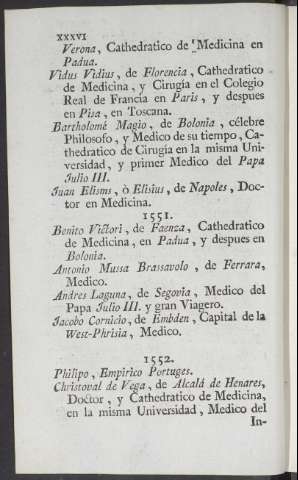 XXXVI
Verona, Cathedratico de Medicina en
Padua.
Vidus Vidius, de Florencia, Cathedratico
de Medicina, y Cirugía en el Colegio
Real de Francia en Paris, y despues
en Pisa, en Toscana.
Bartholomé Magio, de Bolonia, célebre
Philosofo, y Medico de su tiempo, Ca-
thedratico de Cirugía en la misma Uni-
versidad, y primer Medico del Papa
Julio III.
Juan Elisms, ò Elisius, de Napoles, Doc-
tor en Medicina.
1551.
Benito Victori, de Faenza, Cathedratico
de Medicina, en Padua, y despues en
Bolonia.
Antonio Mussa Brassavolo, de Ferrara,
Medico.
Andres Laguna, de Segovia, Medico del
Papa Julio III. y gran Viagero.
Jacobo Cornicio, de Embden, Capital de la
West-Phrisia, Medico.
1552.
Philipo, Empirico Portuges.
Christoval de Vega, de Alcalá de Henares,
Doctor, y Cathedratico de Medicina,
en la misma Universidad, Medico del
In-